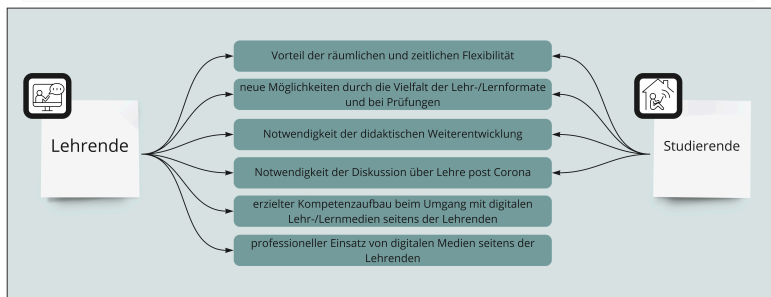 Lehrende
Vorteil der räumlichen und zeitlichen Flexibilität
neue Möglichkeiten durch die Vielfalt der Lehr-/Lernformate
und bei Prüfungen
Notwendigkeit der didaktischen Weiterentwicklung
Notwendigkeit der Diskussion über Lehre post Corona
erzielter Kompetenzaufbau beim Umgang mit digitalen
Lehr-/Lernmedien seitens der Lehrenden
professioneller Einsatz von digitalen Medien seitens der
Lehrenden
Studierende